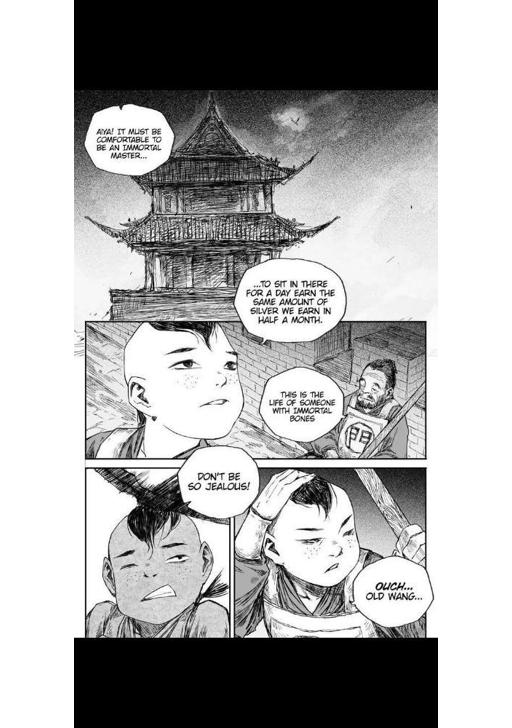 AIYA! IT MUST BE
COMFORTABLE TO
BE AN IMMORTAL
MASTER...
...TO SIT IN THERE
FOR A DAY EARN THE
SAME AMOUNT OF
SILVER WE EARN IN
HALF A MONTH.
THIS IS THE
LIFE OF SOMEONE
WITH IMMORTAL
BONES
門
DON'T BE
SO JEALOUS!
OUCH...
OLD WANG...